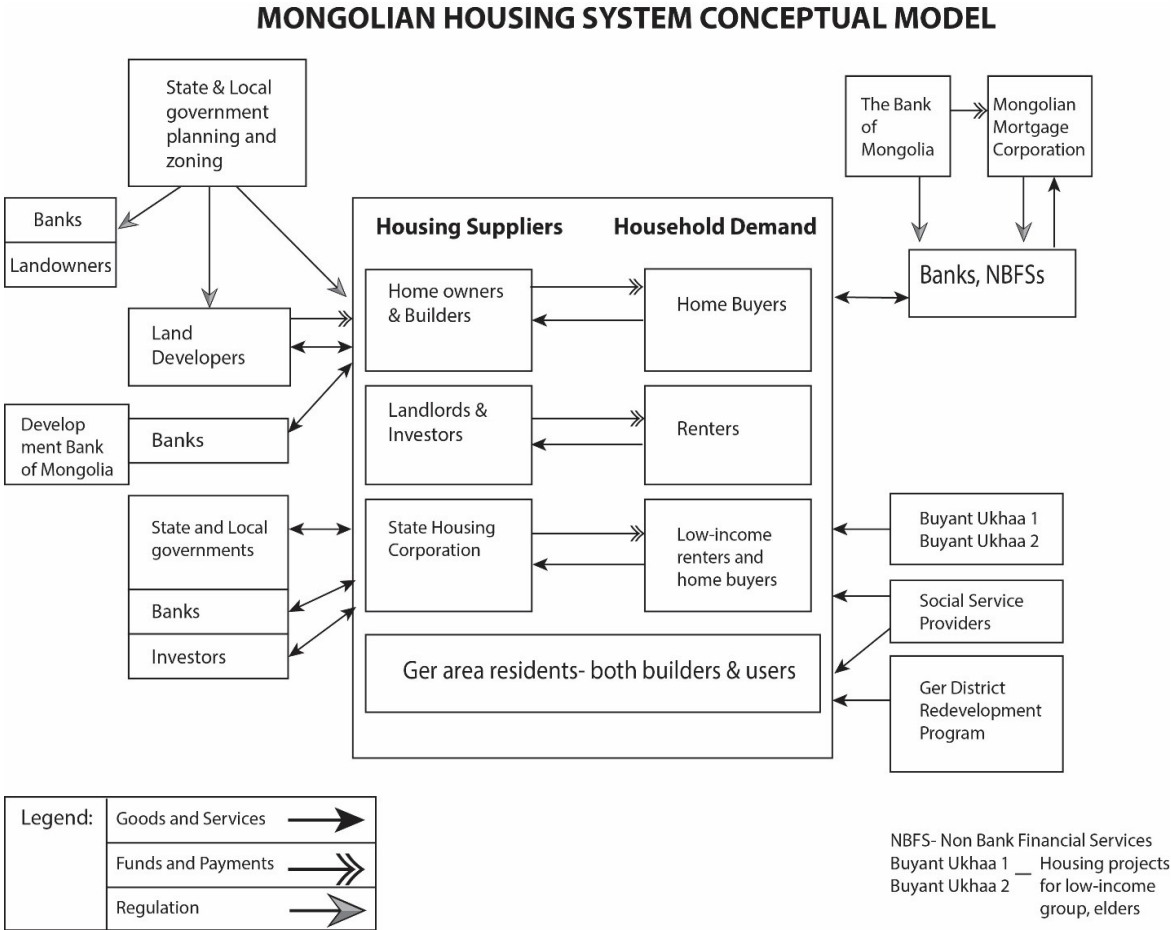 MONGOLIAN HOUSING SYSTEM CONCEPTUAL MODEL
State & Local
government
planning and
zoning
Banks
Landowners
Land
Developers
Develop
ment Bank
of Mongolia
Banks
State and Local
governments
Banks
Investors
Housing Suppliers
Household Demand
Home owners
& Builders
Home Buyers
Landlords &
Investors
Renters
State Housing
Corporation
Low-income
renters and
home buyers
Ger area residents- both builders & users
The Bank
of
Mongolia
Mongolian
Mortgage
Corporation
Banks, NBFSs
Buyant Ukhaa 1
Buyant Ukhaa 2
Social Service
Providers
Ger District
Redevelopment
Program
Legend:
Goods and Services
Funds and Payments
Regulation
NBFS- Non Bank Financial Services
Buyant Ukhaa 1
Buyant Ukhaa 2
— Housing projects
for low-income
group, elders